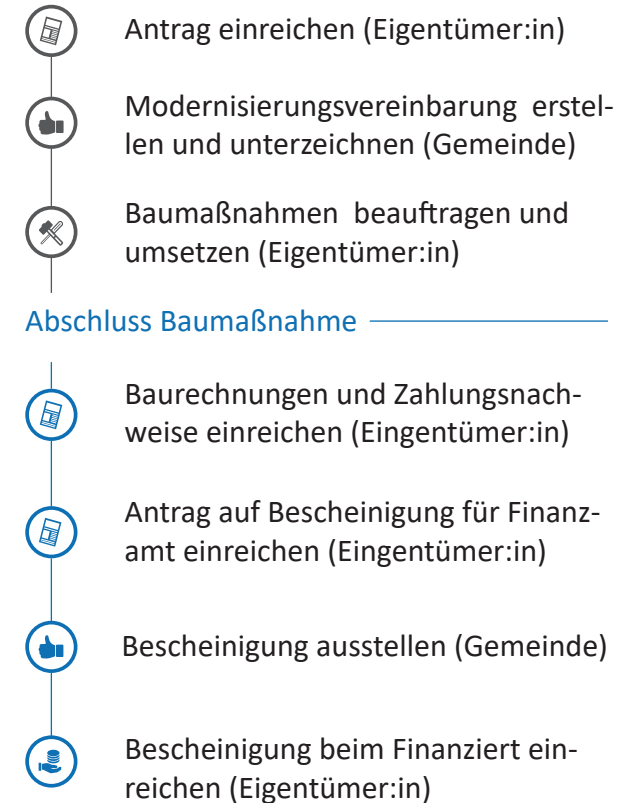 Antrag einreichen (Eigentümer:in)
Modernisierungsvereinbarung erstel-
len und unterzeichnen (Gemeinde)
Baumaßnahmen beauftragen und
umsetzen (Eigentümer:in)
Abschluss Baumaßnahme
Baurechnungen und Zahlungsnach-
weise einreichen (Eingentümer:in)
Antrag auf Bescheinigung für Finanz-
amt einreichen (Eingentümer:in)
Bescheinigung ausstellen (Gemeinde)
Bescheinigung beim Finanziert ein-
reichen (Eigentümer:in)